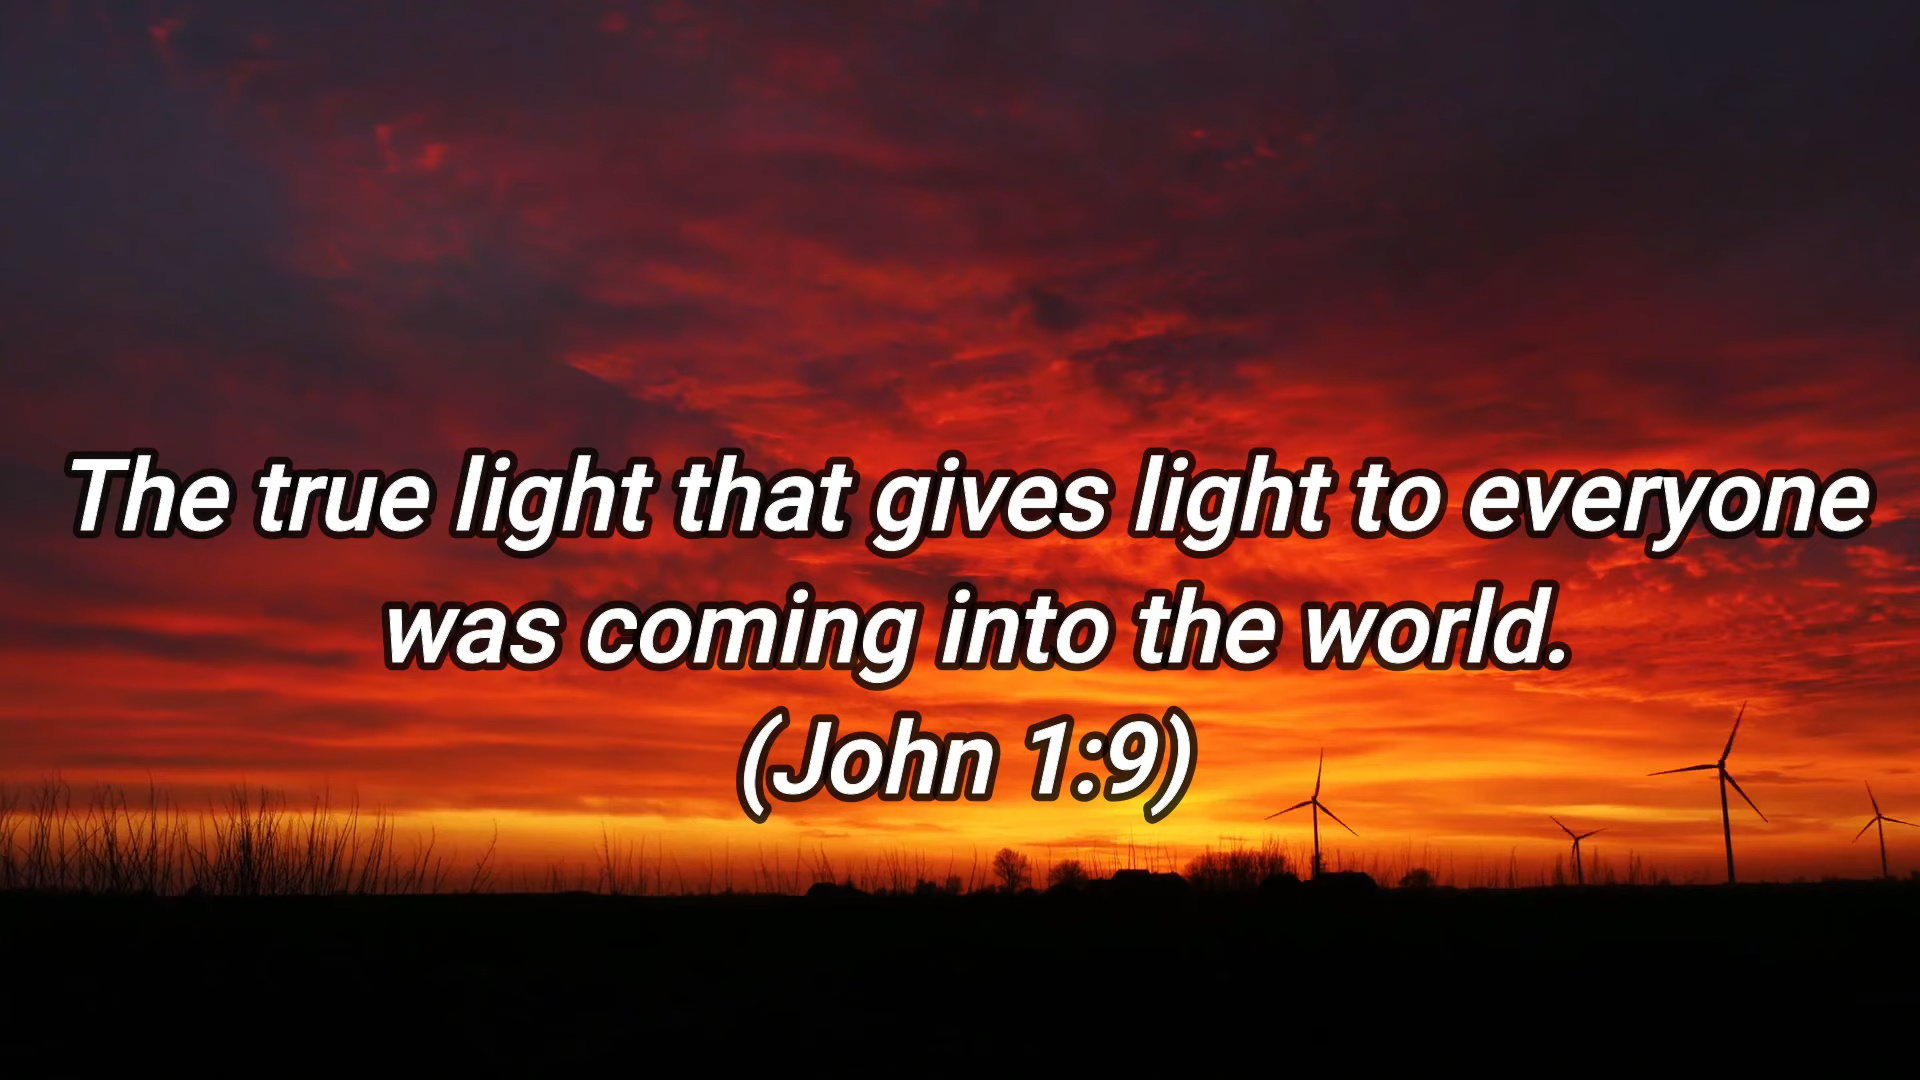 The true light that gives light to everyone
was coming into the world.
(John 1:9)